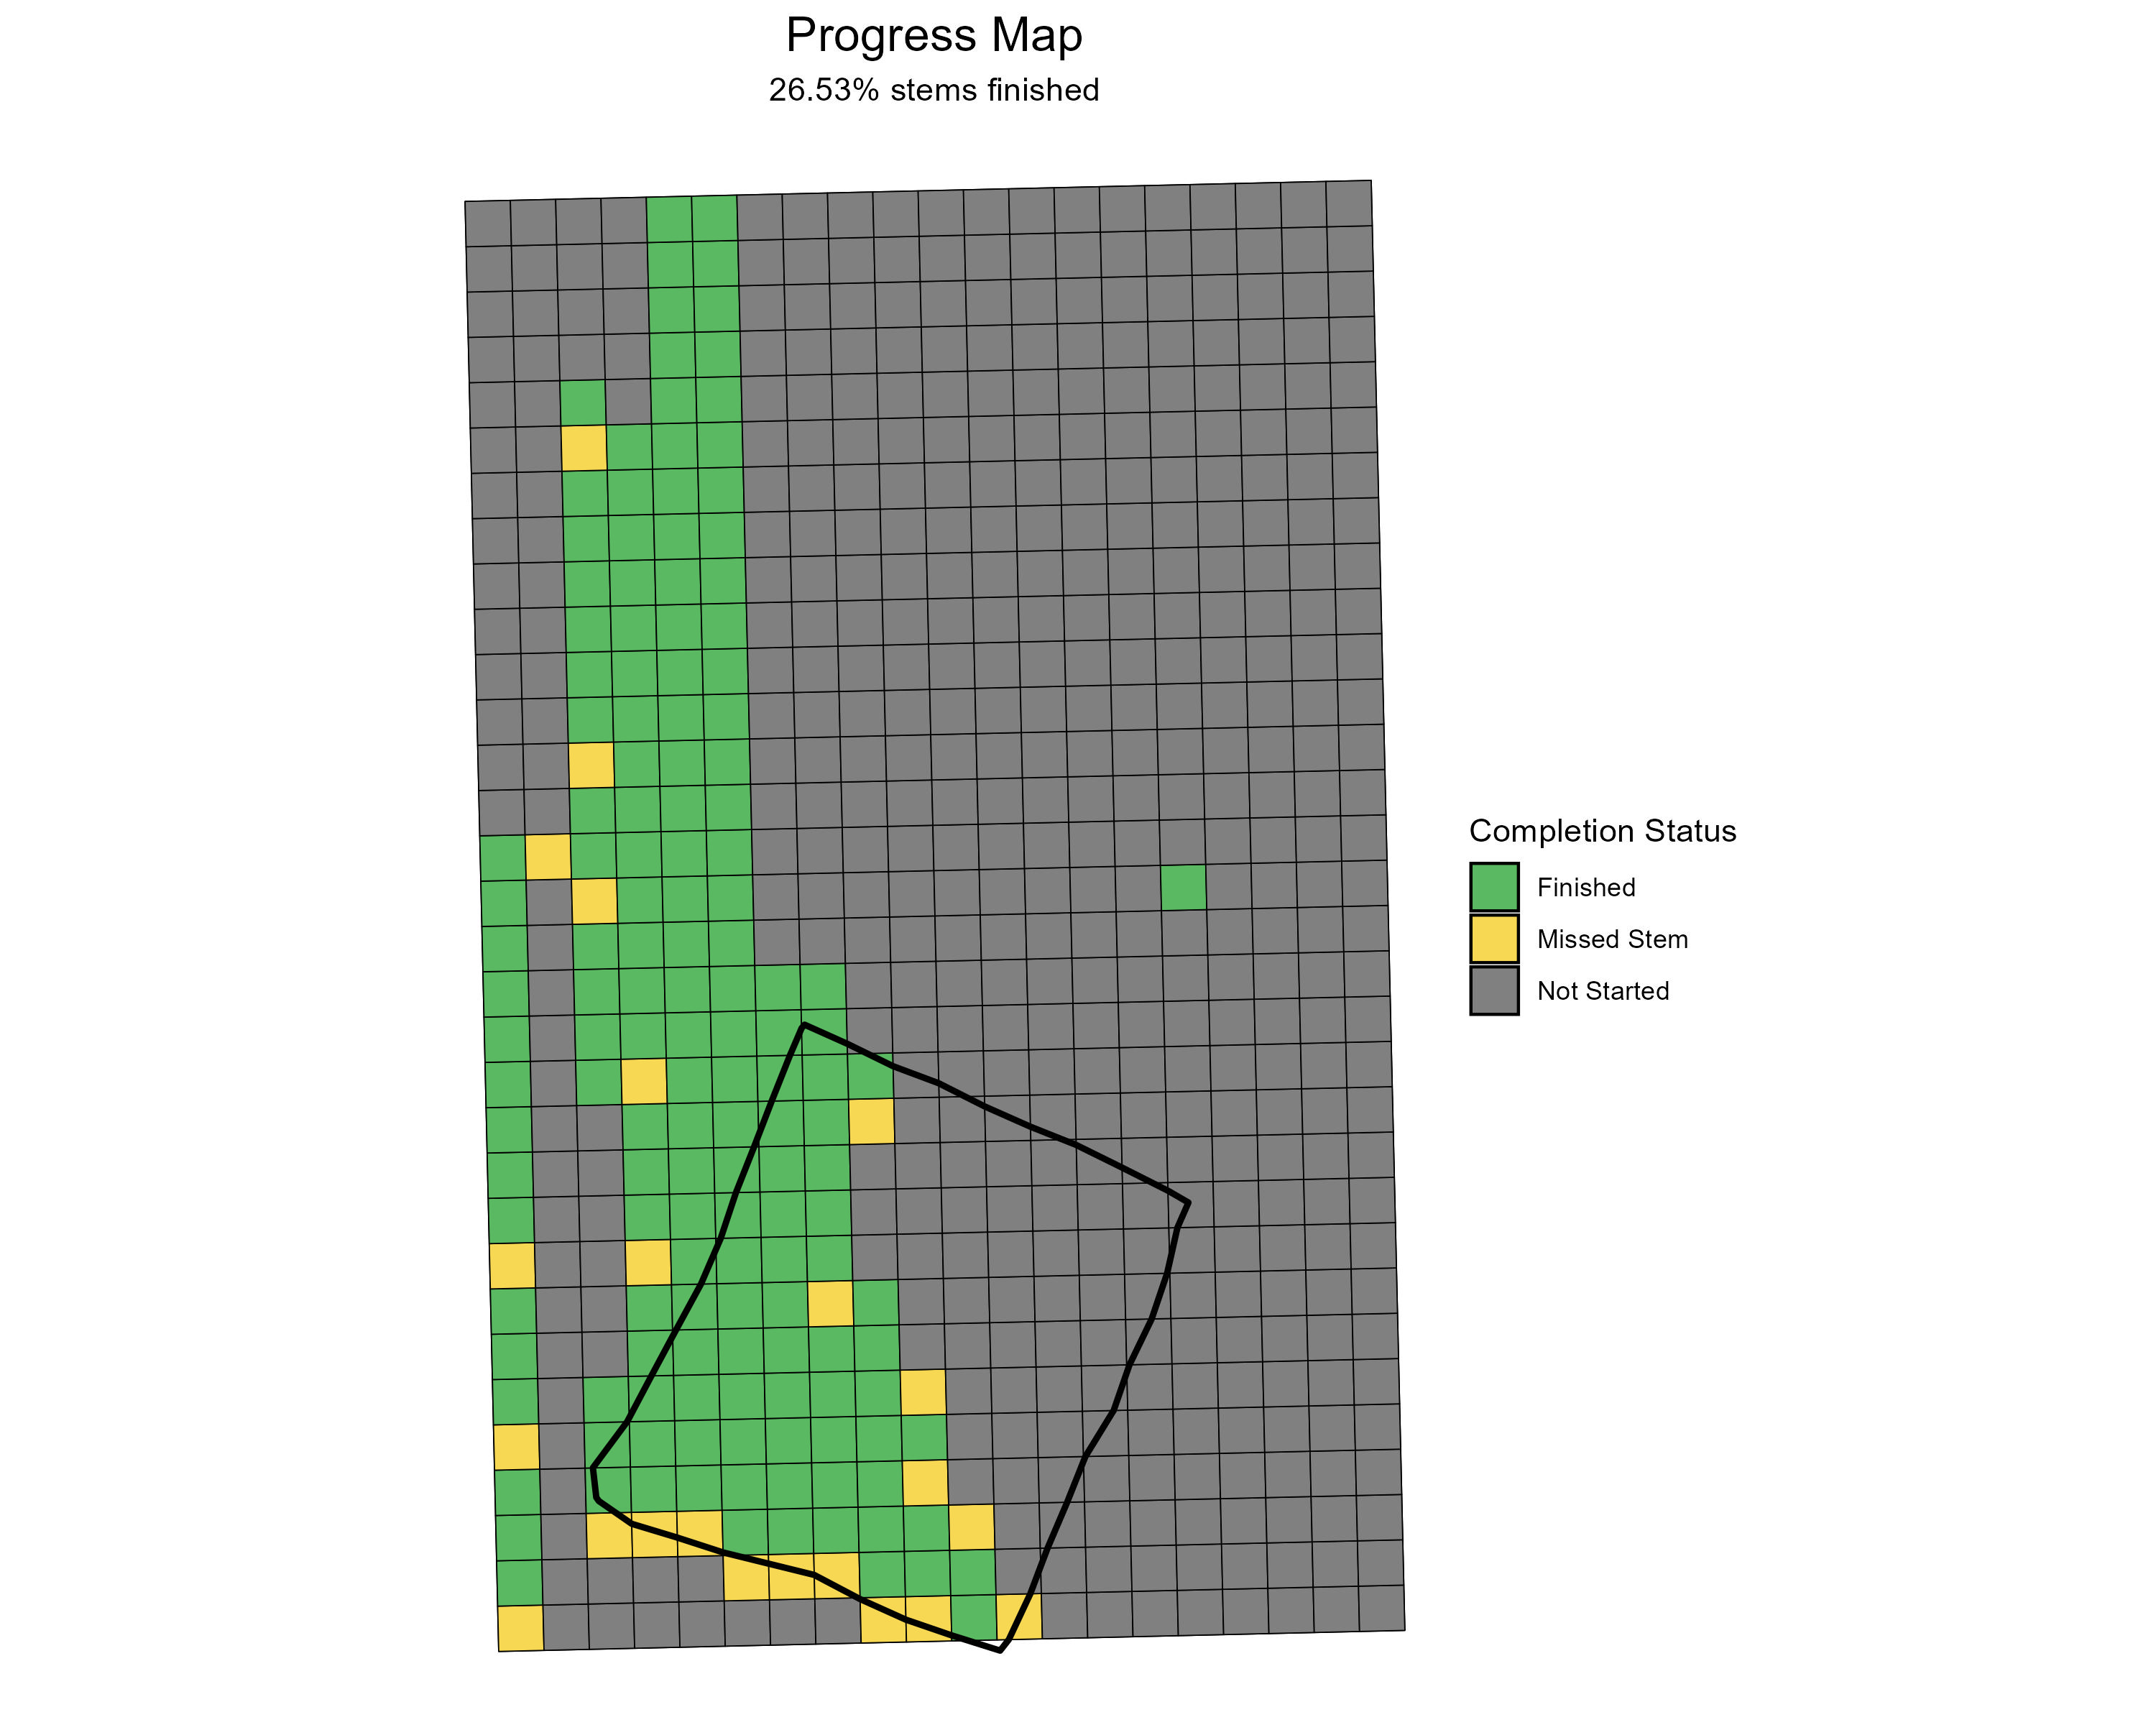 Progress Map
26.53% stems finished
Completion Status
Finished
Missed Stem
Not Started